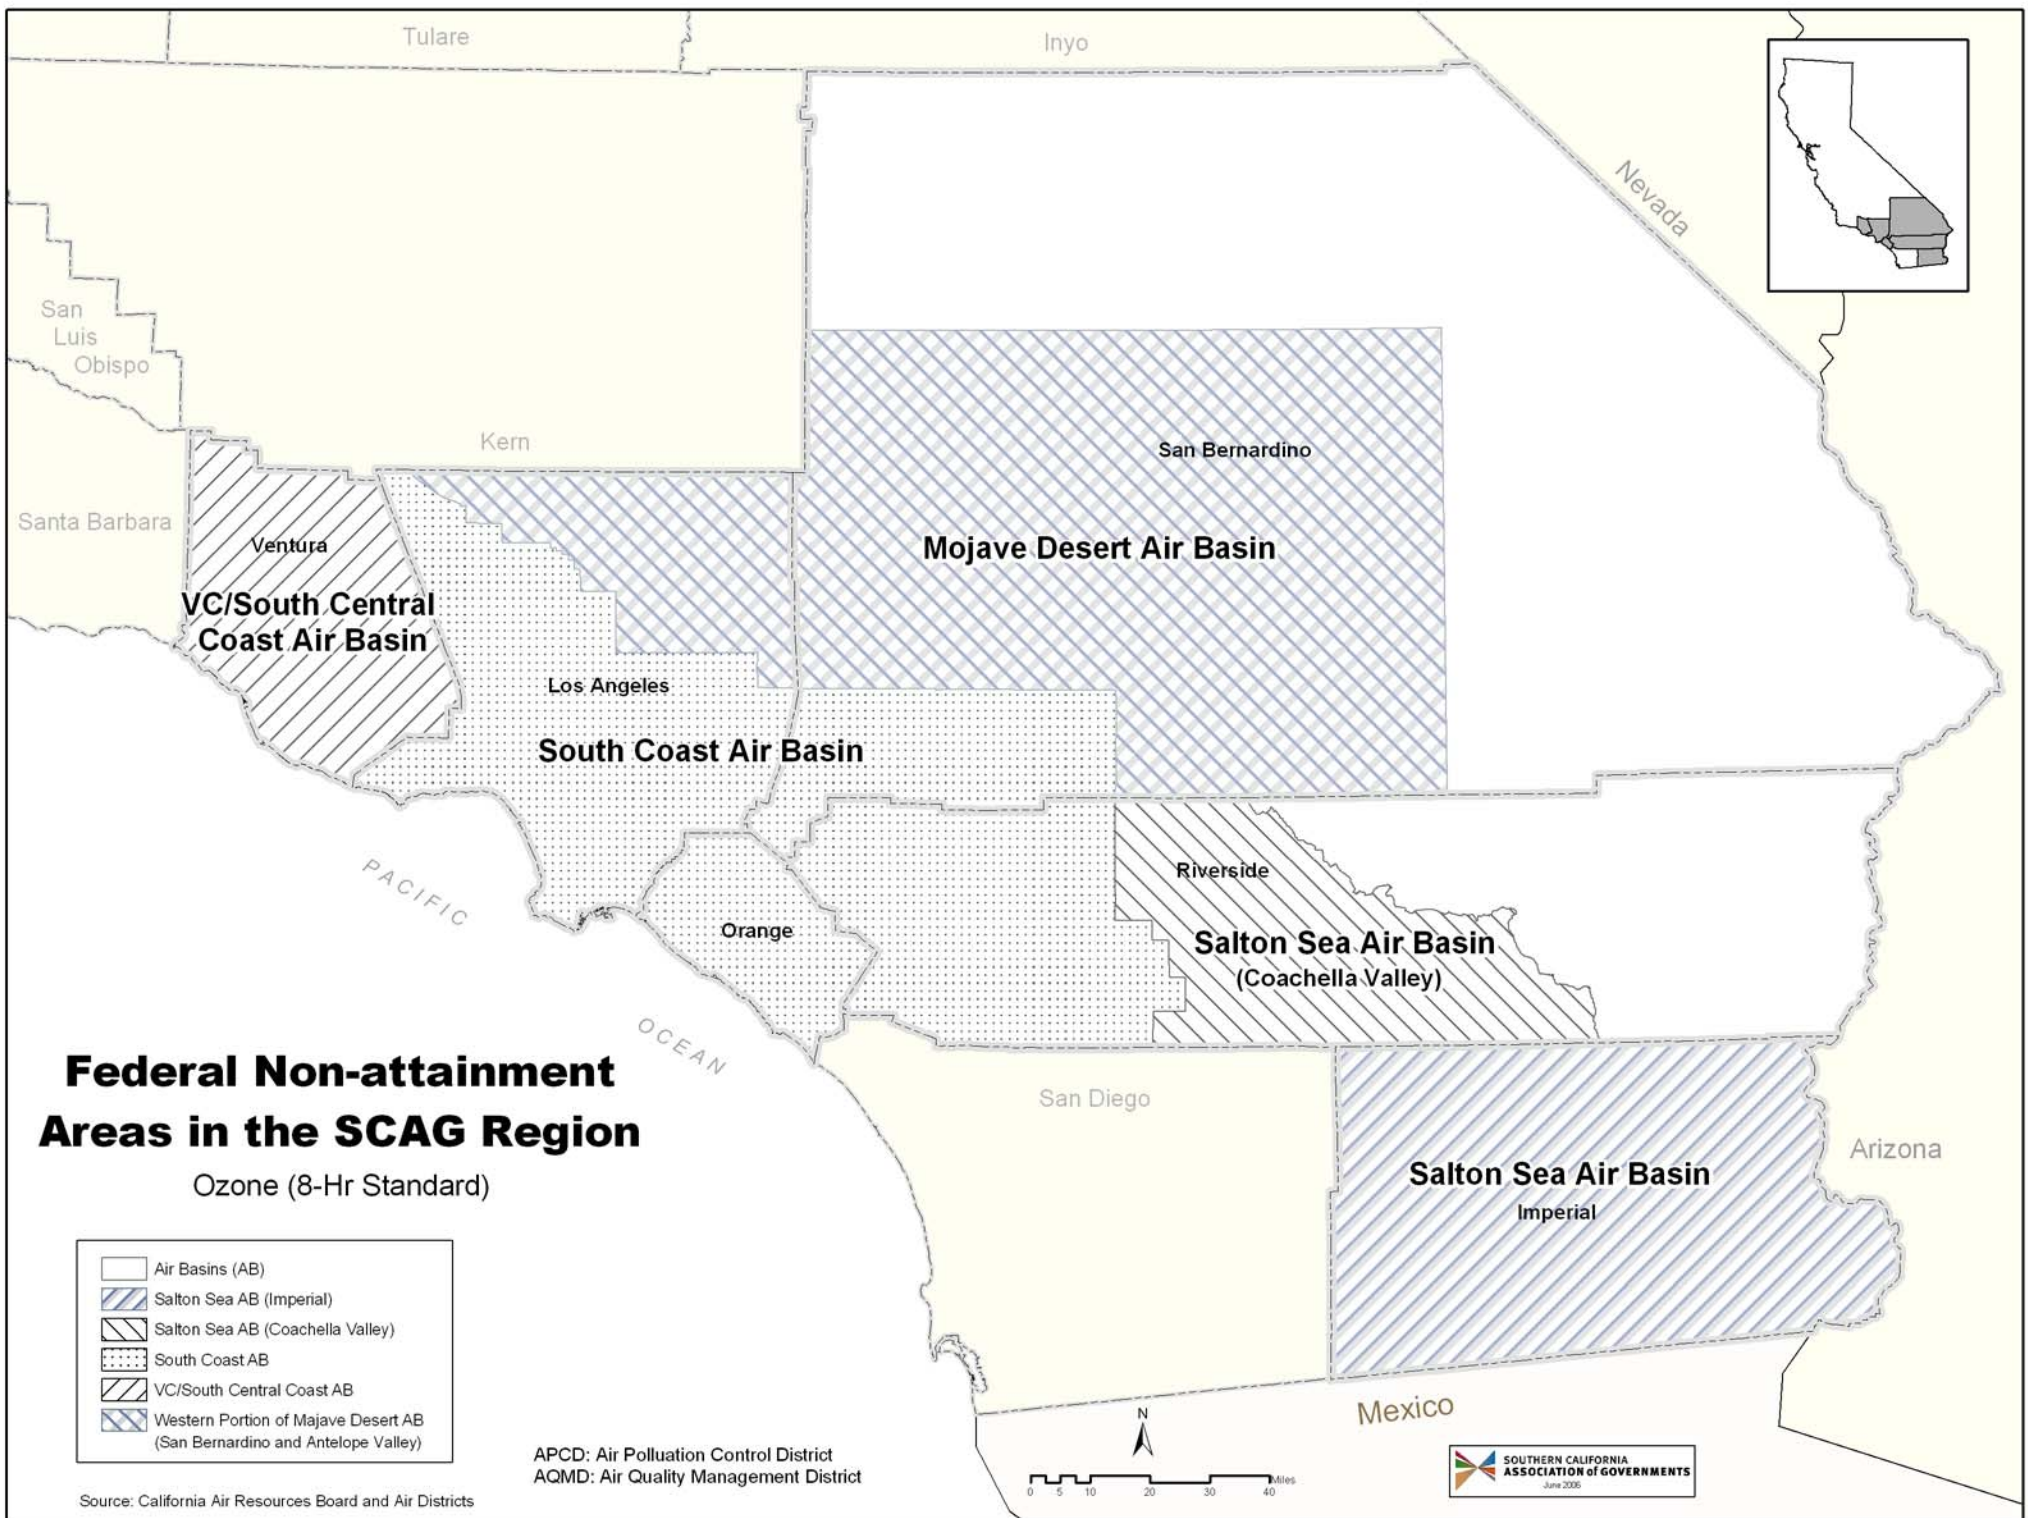 Tulare
Inyo
Nevada
San
Luis
Obispo
Kern
San Bernardino
Santa Barbara
Ventura
Mojave Desert Air Basin
VC/South Central
Coast Air Basin
Los Angeles
South Coast Air Basin
PACIFIC
Riverside
Orange
Salton Sea Air Basin
(Coachella Valley)
OCEAN
Federal Non-attainment
Areas in the SCAG Region
Ozone (8-Hr Standard)
San Diego
Arizona
Salton Sea Air Basin
Imperial
Air Basins (AB)
Salton Sea AB (Imperial)
Salton Sea AB (Coachella Valley)
South Coast AB
VC/South Central Coast AB
Western Portion of Majave Desert AB
(San Bernardino and Antelope Valley)
Mexico
N
APCD: Air Polluation Control District
AQMD: Air Quality Management District
Miles
0 5 10 20 30 40
SOUTHERN CALIFORNIA
ASSOCIATION of GOVERNMENTS
June 2006
Source: California Air Resources Board and Air Districts